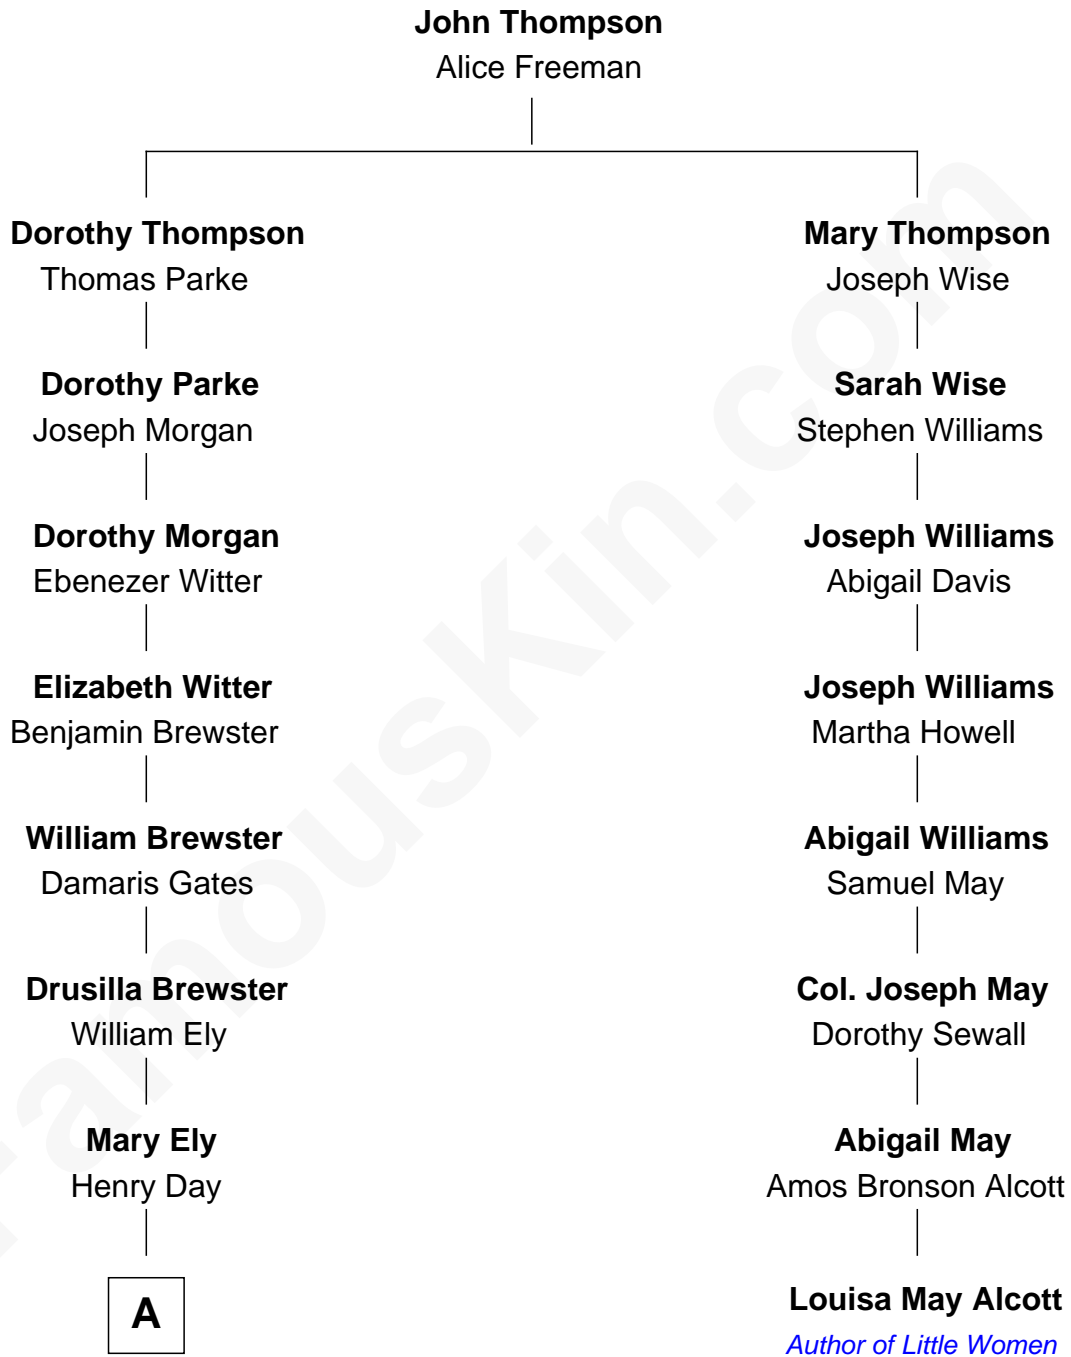 John Thompson
Alice Freeman
Dorothy Thompson
Thomas Parke
Mary Thompson
Joseph Wise
Dorothy Parke
Joseph Morgan
Sarah Wise
Stephen Williams
Dorothy Morgan
Ebenezer Witter
Joseph Williams
Abigail Davis
Elizabeth Witter
Benjamin Brewster
Joseph Williams
Martha Howell
William Brewster
Damaris Gates
Abigail Williams
Samuel May
Drusilla Brewster
William Ely
Col. Joseph May
Dorothy Sewall
Mary Ely
Henry Day
Abigail May
Amos Bronson Alcott
A
Louisa May Alcott
Author of Little Women
FamousKin.com